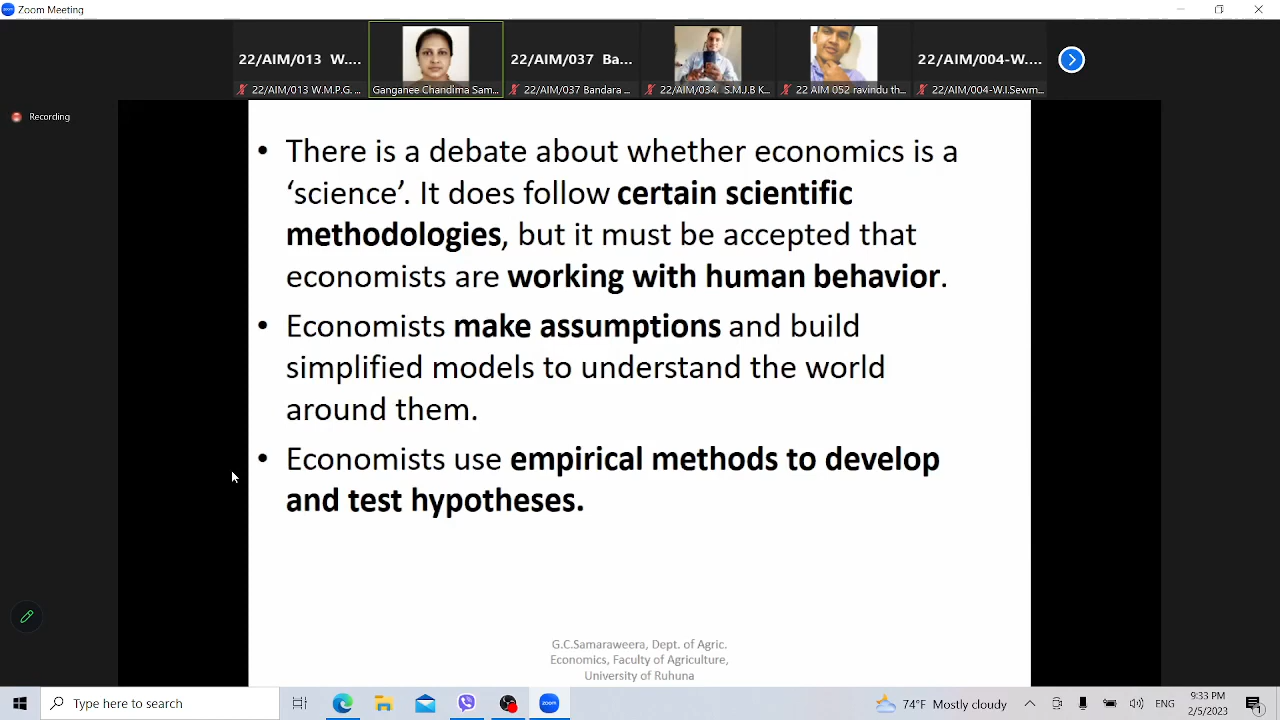 Zoom Meeting
22/AIM/013 W....
22/AIM/037 Ba...
22/AIM/004-W....
22/AIM/013 W.M.P.G. ...
Ganganee Chandima Sam...
22/AIM/037 Bandara ...
22/AIM/034. S.M.J.B K...
22 AIM 052 ravindu th...
22/AIM/004-W.I.Sewm...
Recording
• There is a debate about whether economics is a
‘science’. It does follow certain scientific
methodologies, but it must be accepted that
economists are working with human behavior.
• Economists make assumptions and build
simplified models to understand the world
around them.
• Economists use empirical methods to develop
and test hypotheses.
G.C.Samaraweera, Dept. of Agric.
Economics, Faculty of Agriculture,
University of Ruhuna
Type here to search
zoom
74°F Mostly cloudy
9:33 PM
2/5/2023
1